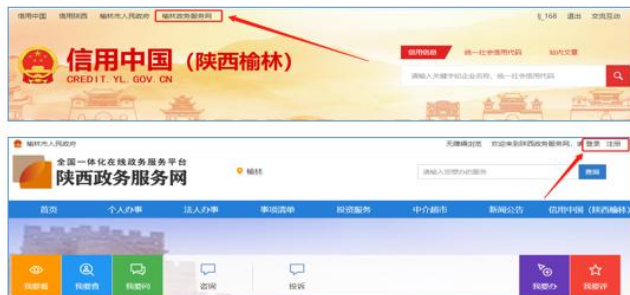 信用中国 信用陕西 榆林市人民政府 榆林政务服务网 退出 交流互动
信用中国（陕西榆林）
CREDIT. YL. GOV. CN
信用信息 统一社会信用代码 站内文章
榆林市人民政府 无障碍浏览 欢迎来到陕西政务服务网， 登录 注册
全国一体化在线政务服务平台
陕西政务服务网
榆林
查询
首页 个人办事 法人办事 事项清单 投资服务 中介超市 新闻公告 信用中国（陕西榆林）
我要看 我要查 我要问 咨询 投诉 我要办 我要评